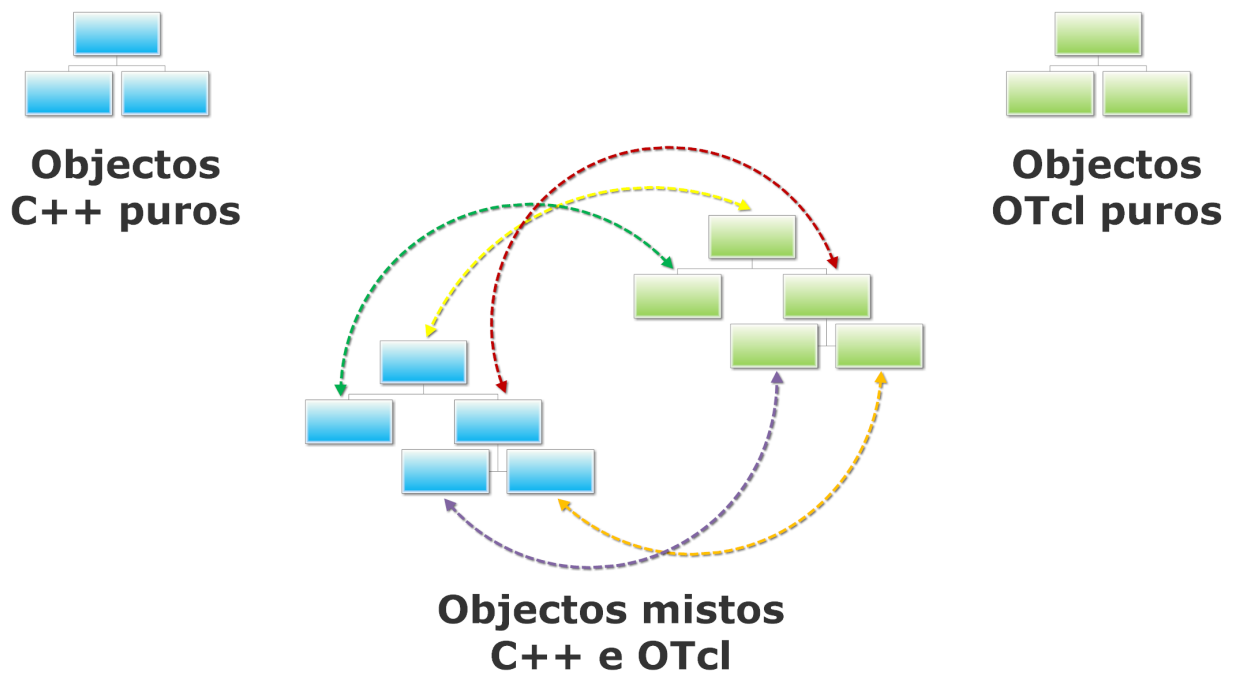 Objectos
C++ puros
Objectos
OTcl puros
Objectos mistos
C++ e OTcl